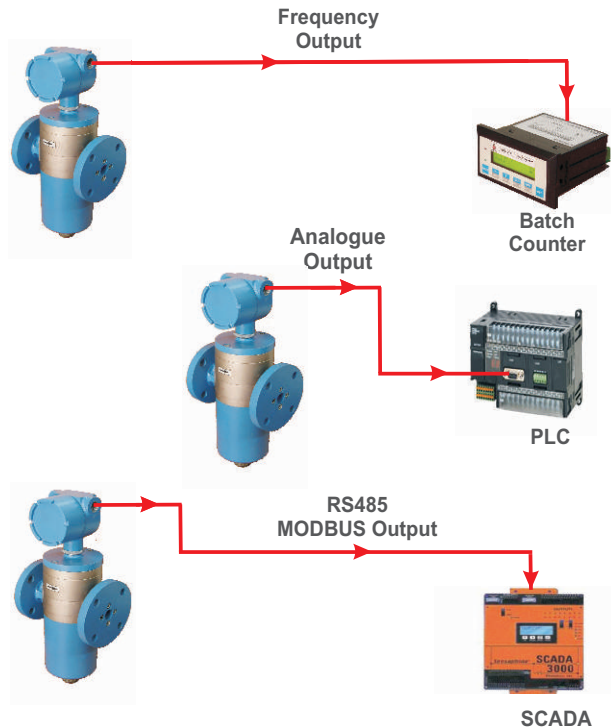 Frequency
Output
Batch
Counter
Analogue
Output
PLC
RS485
MODBUS Output
SCADA
3000
SCADA